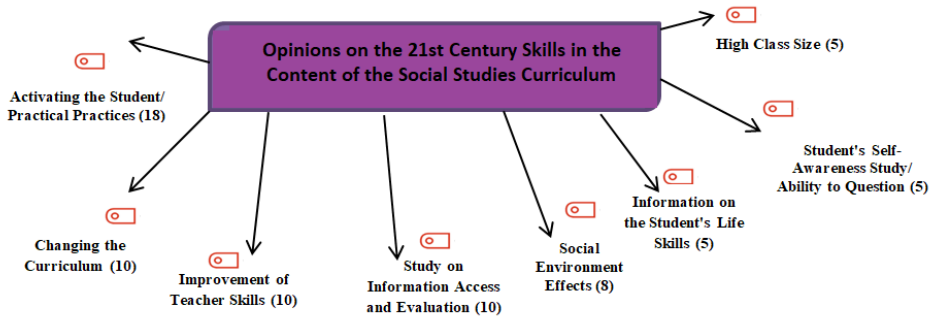 Opinions on the 21st Century Skills in the
Content of the Social Studies Curriculum
High Class Size (5)
Activating the Student/
Practical Practices (18)
Student's Self-
Awareness Study/
Ability to Question (5)
Information on
the Student's Life
Skills (5)
Changing the
Curriculum (10)
Social
Environment
Effects (8)
Improvement of
Teacher Skills (10)
Study on
Information Access
and Evaluation (10)